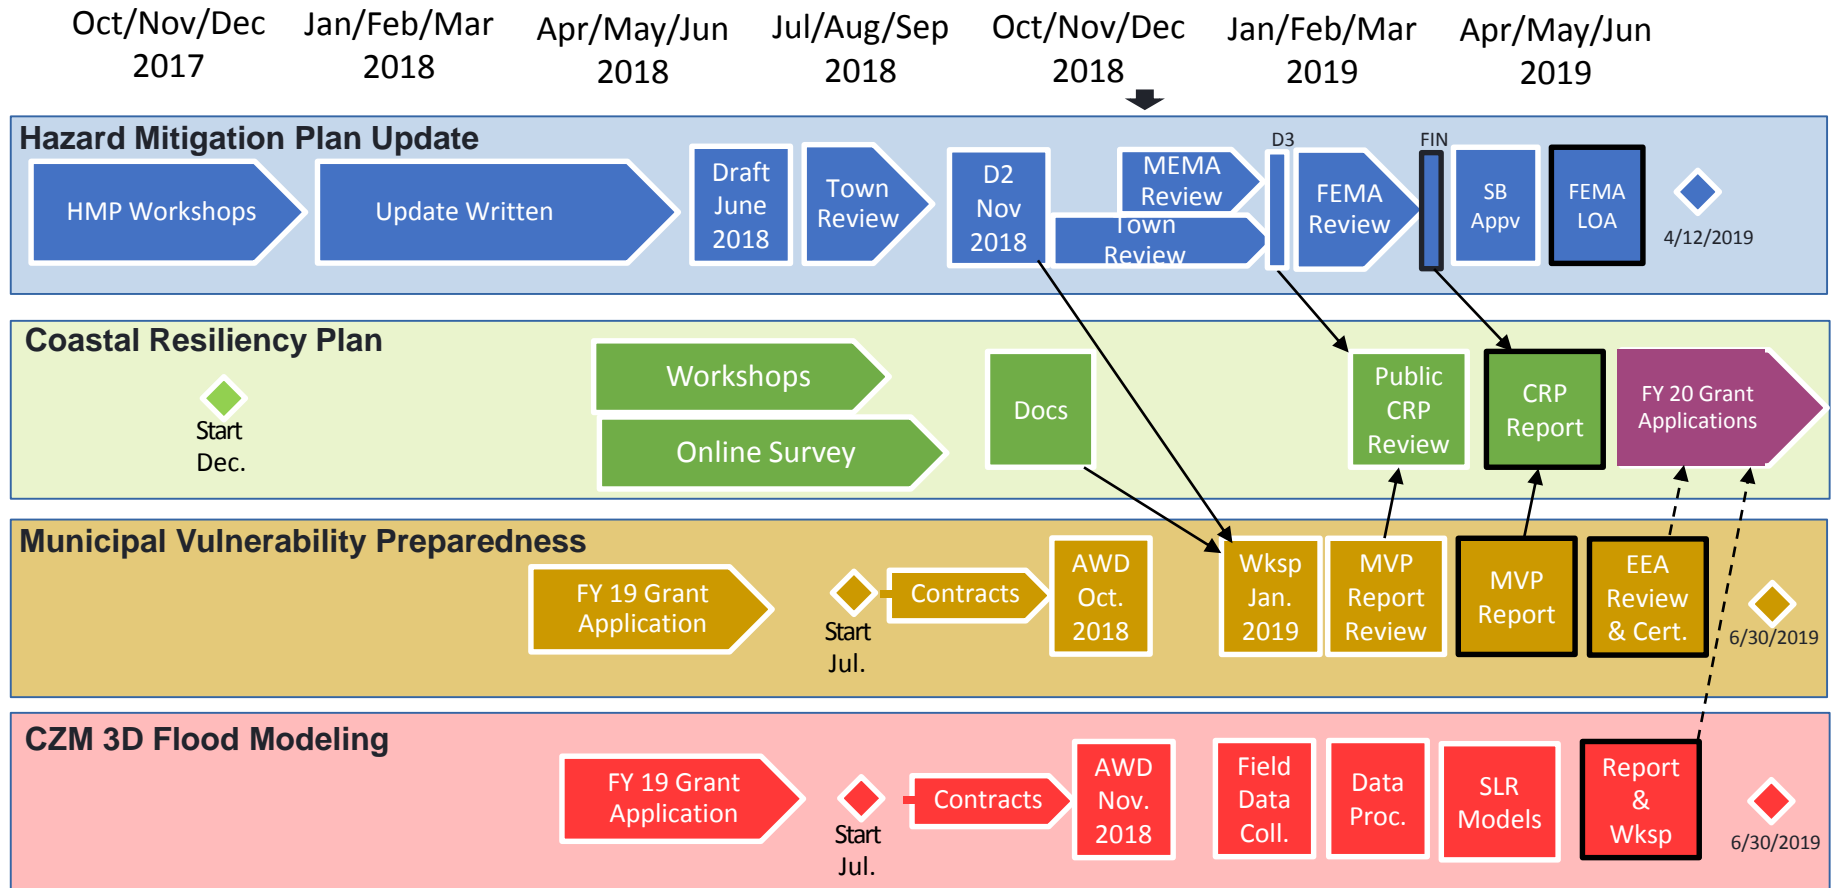 Oct/Nov/Dec
2017
Jan/Feb/Mar
2018
Apr/May/Jun
2018
Jul/Aug/Sep
2018
Oct/Nov/Dec
2018
Jan/Feb/Mar
2019
Apr/May/Jun
2019
Hazard Mitigation Plan Update
HMP Workshops
Update Written
Draft
June
2018
Town
Review
D2
Nov
2018
MEMA
Review
Town
Review
D3
FEMA
Review
FIN
SB
Appv
FEMA
LOA
4/12/2019
Coastal Resiliency Plan
Start
Dec.
Workshops
Online Survey
Docs
Public
CRP
Review
CRP
Report
FY 20 Grant
Applications
Municipal Vulnerability Preparedness
FY 19 Grant
Application
Start
Jul.
Contracts
AWD
Oct.
2018
Wksp
Jan.
2019
MVP
Report
Review
MVP
Report
EEA
Review
& Cert.
6/30/2019
CZM 3D Flood Modeling
FY 19 Grant
Application
Start
Jul.
Contracts
AWD
Nov.
2018
Field
Data
Coll.
Data
Proc.
SLR
Models
Report
&
Wksp
6/30/2019